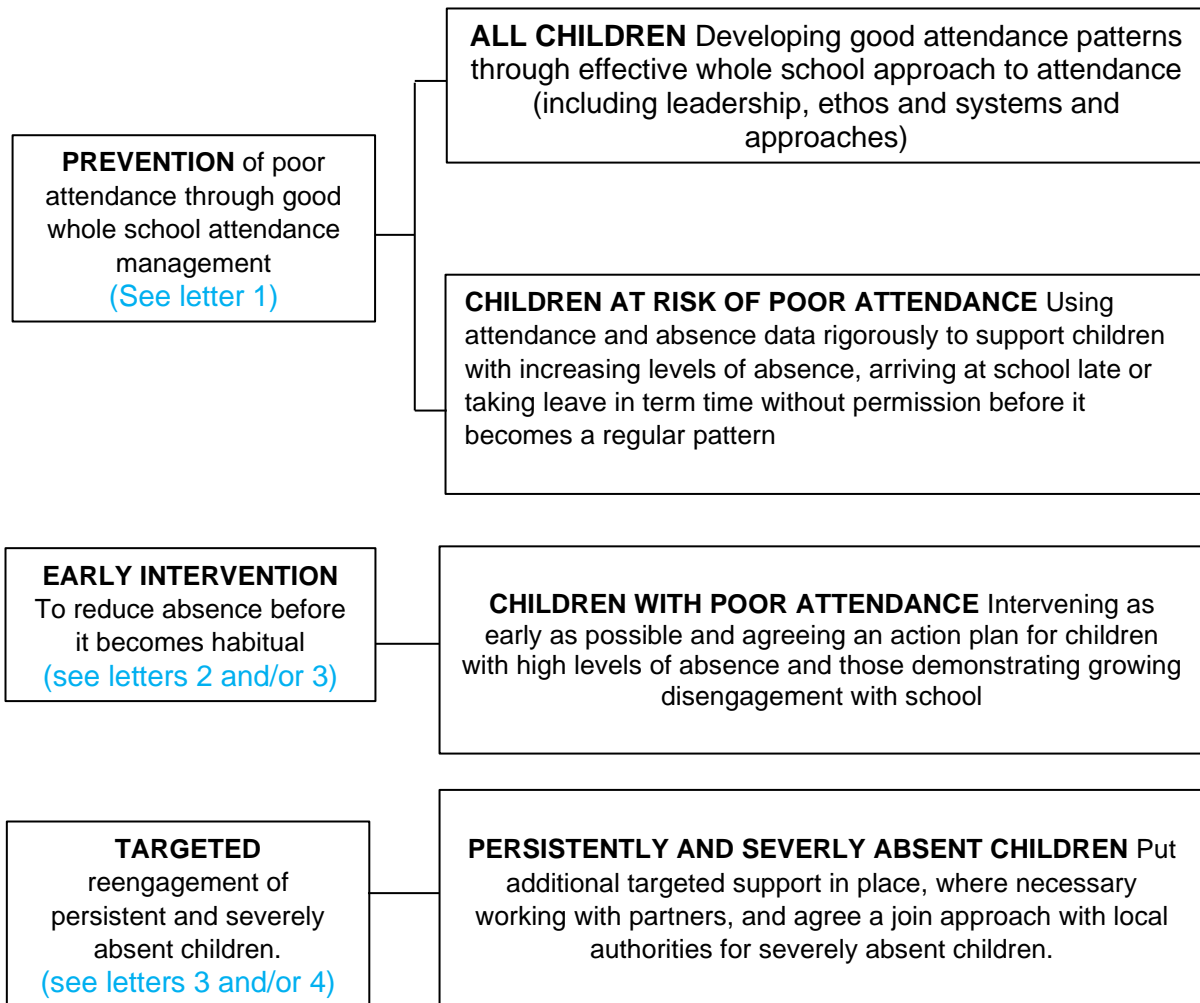 PREVENTION of poor
attendance through good
whole school attendance
management
(See letter 1)
ALL CHILDREN Developing good attendance patterns
through effective whole school approach to attendance
(including leadership, ethos and systems and
approaches)
CHILDREN AT RISK OF POOR ATTENDANCE Using
attendance and absence data rigorously to support children
with increasing levels of absence, arriving at school late or
taking leave in term time without permission before it
becomes a regular pattern
EARLY INTERVENTION
To reduce absence before
it becomes habitual
(see letters 2 and/or 3)
CHILDREN WITH POOR ATTENDANCE Intervening as
early as possible and agreeing an action plan for children
with high levels of absence and those demonstrating growing
disengagement with school
TARGETED
reengagement of
persistent and severely
absent children.
(see letters 3 and/or 4)
PERSISTENTLY AND SEVERLY ABSENT CHILDREN Put
additional targeted support in place, where necessary
working with partners, and agree a join approach with local
authorities for severely absent children.